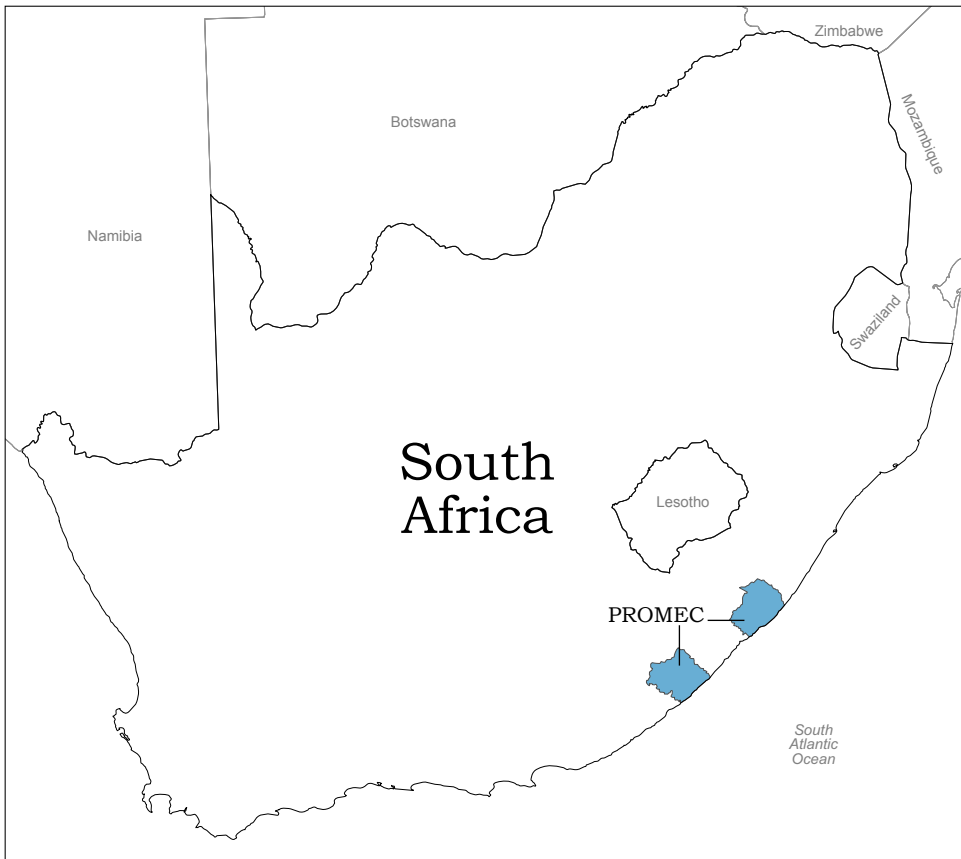 Zimbabwe
Mozambique
Botswana
Namibia
Swaziland
South
Africa
Lesotho
PROMEC
South
Atlantic
Ocean